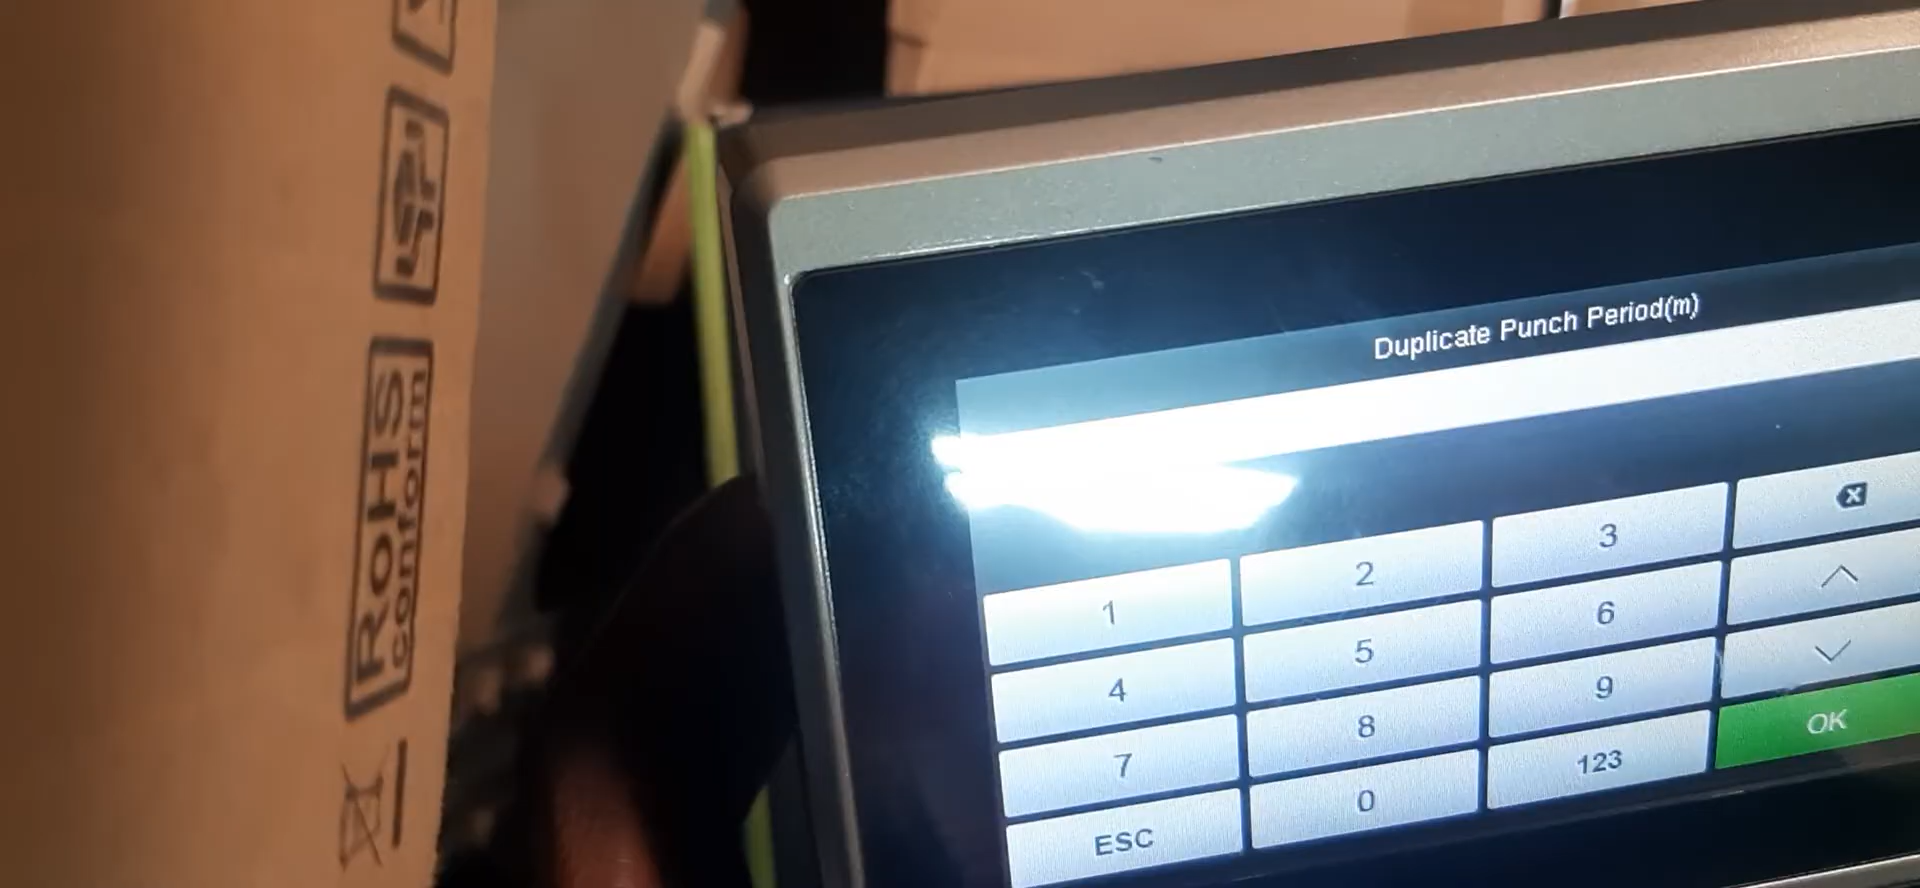 RoHS
conform
Duplicate Punch Period(m)
1 2 3
4 5 6
7 8 9
ESC 0 123 OK